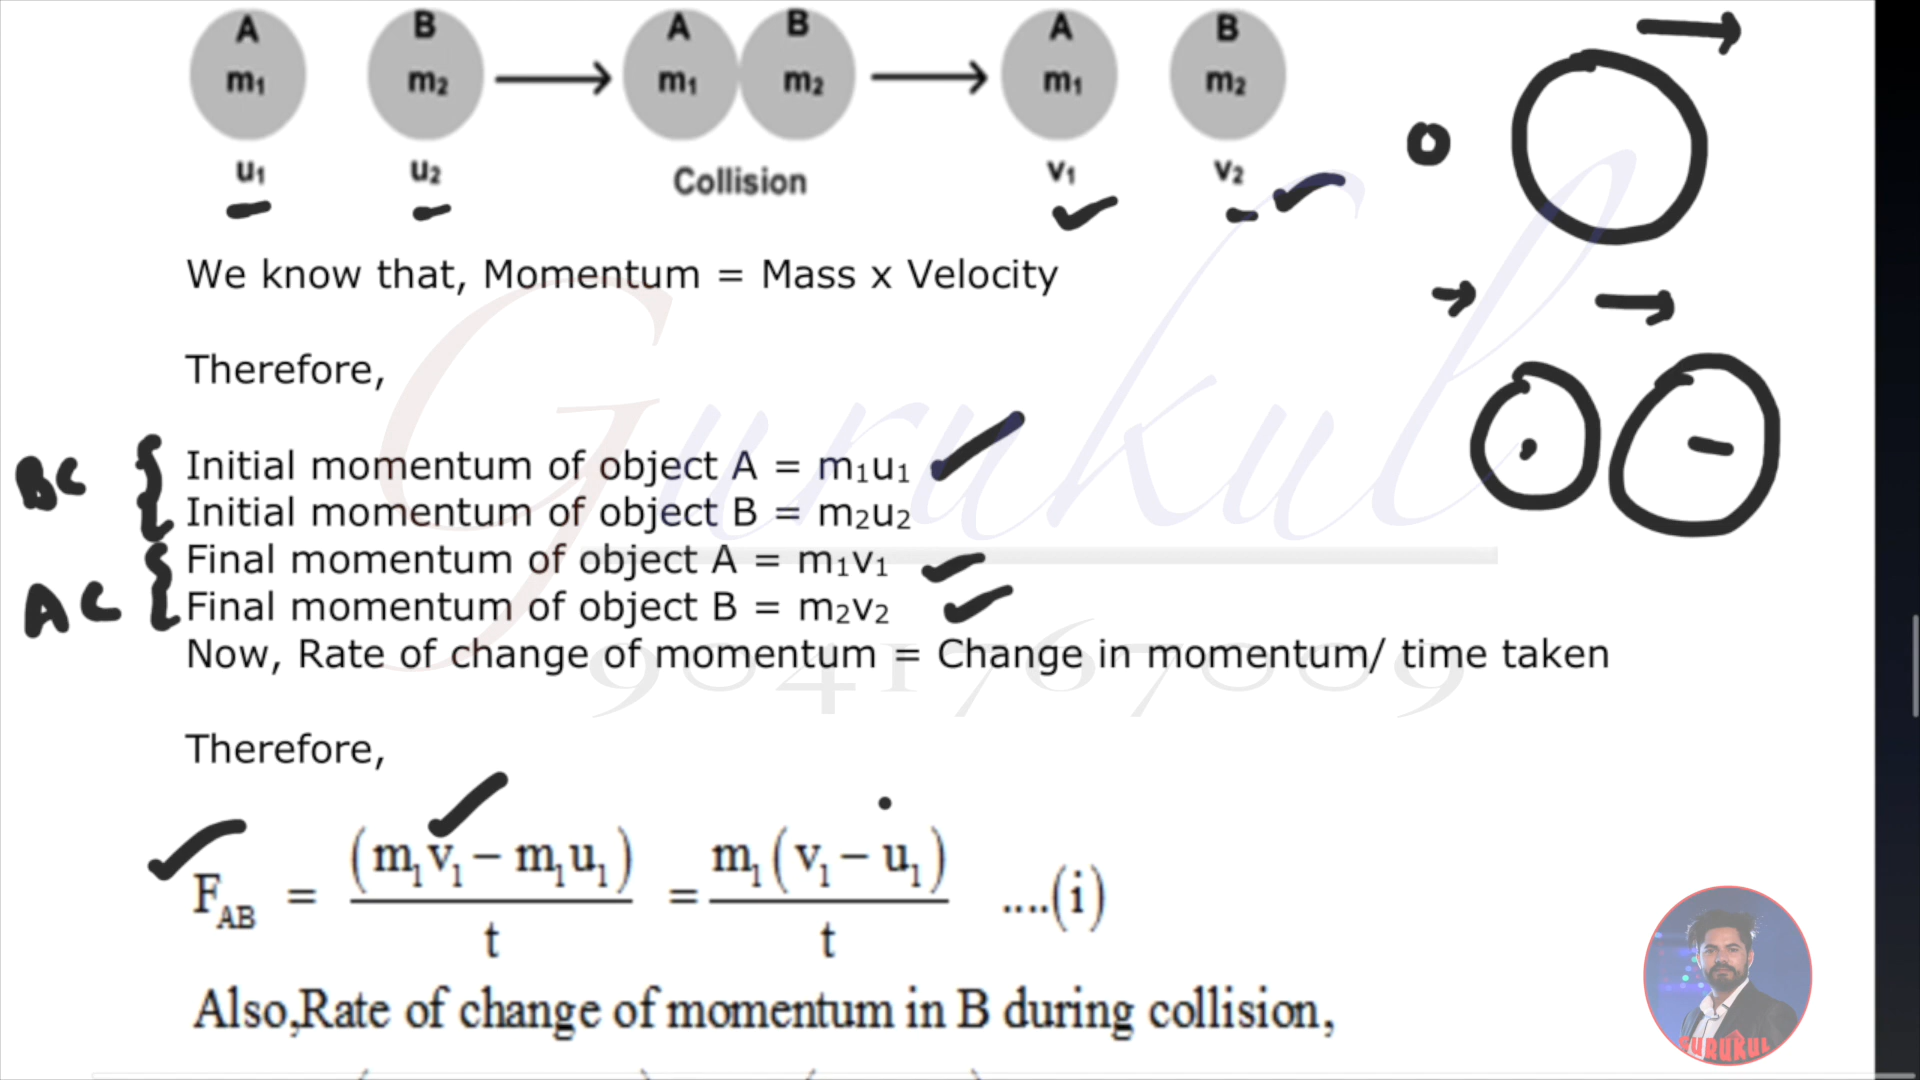 A B A B A B
m₁ m₂ m₁ m₂ m₁ m₂
u₁ u₂ Collision v₁ v₂
We know that, Momentum = Mass x Velocity
Therefore,
BC
Initial momentum of object A = m₁u₁
Initial momentum of object B = m₂u₂
AC
Final momentum of object A = m₁v₁
Final momentum of object B = m₂v₂
Now, Rate of change of momentum = Change in momentum/ time taken
Gurukul
9041767009
Therefore,
F_AB = (m₁v₁ − m₁u₁)/t = m₁(v₁ − u₁)/t ....(i)
Also,Rate of change of momentum in B during collision,
GURUKUL